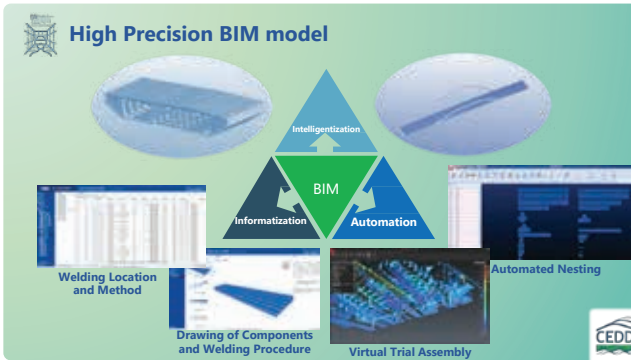 High Precision BIM model
Intelligentization
BIM
Informatization
Automation
Welding Location
and Method
Drawing of Components
and Welding Procedure
Virtual Trial Assembly
Automated Nesting
CEDD